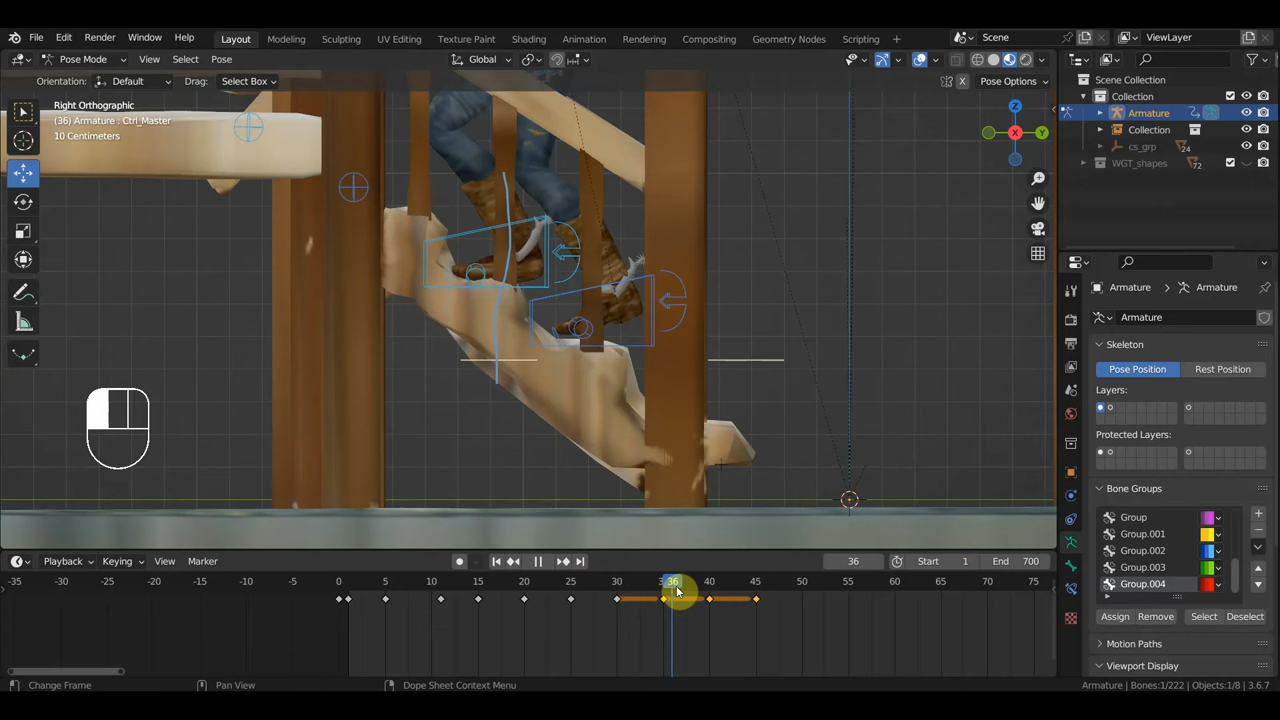 File Edit Render Window Help Layout Modeling Sculpting UV Editing Texture Paint Shading Animation Rendering Compositing Geometry Nodes Scripting + Scene ViewLayer
Pose Mode View Select Pose Global
Orientation: Default Drag: Select Box X Pose Options
Right Orthographic
(36) Armature : Ctrl_Master
10 Centimeters
Z
X
Y
Scene Collection
Collection
Armature
Collection
cs_grp 24
WGT_shapes 72
Armature > Armature
Armature
Skeleton
Pose Position Rest Position
Layers:
Protected Layers:
Bone Groups
Group
Group.001
Group.002
Group.003
Group.004
Assign Remove Select Deselect
Motion Paths
Viewport Display
Playback Keying View Marker 36 Start 1 End 700
-35 -30 -25 -20 -15 -10 -5 0 5 10 15 20 25 30 36 40 45 50 55 60 65 70 75
Change Frame Pan View Dope Sheet Context Menu Armature | Bones:1/222 | Objects:1/8 | 3.6.7